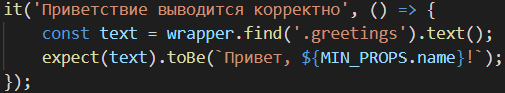 it('Приветствие выводится корректно', () => {
    const text = wrapper.find('.greetings').text();
    expect(text).toBe(`Привет, ${MIN_PROPS.name}!`);
});